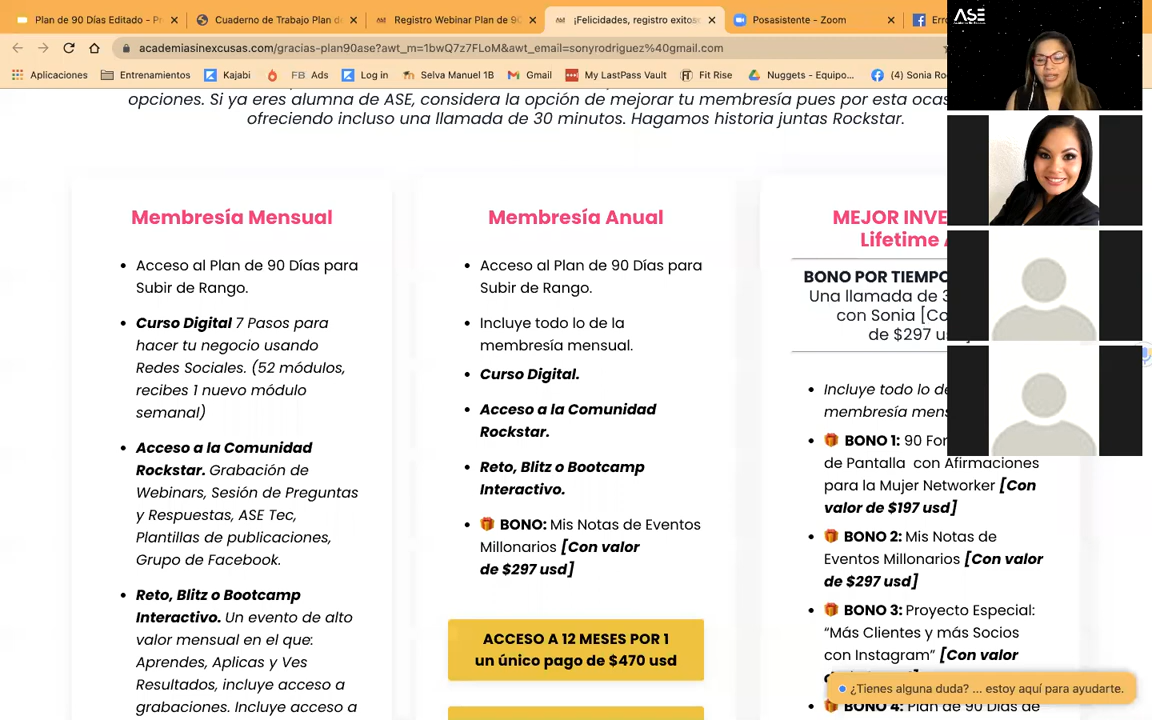 Plan de 90 Días Editado - Pr
Cuaderno de Trabajo Plan de
Registro Webinar Plan de 90
¡Felicidades, registro exitoso
Posasistente - Zoom
Erro
academiasinexcusas.com/gracias-plan90ase?awt_m=1bwQ7z7FLoM&awt_email=sonyrodriguez%40gmail.com
Aplicaciones
Entrenamientos
Kajabi
FB Ads
Log in
Selva Manuel 1B
Gmail
My LastPass Vault
Fit Rise
Nuggets - Equipo...
(4) Sonia Ro
ASE
opciones. Si ya eres alumna de ASE, considera la opción de mejorar tu membresía pues por esta ocas
ofreciendo incluso una llamada de 30 minutos. Hagamos historia juntas Rockstar.
Membresía Mensual
Acceso al Plan de 90 Días para
Subir de Rango.
Curso Digital 7 Pasos para
hacer tu negocio usando
Redes Sociales. (52 módulos,
recibes 1 nuevo módulo
semanal)
Acceso a la Comunidad
Rockstar. Grabación de
Webinars, Sesión de Preguntas
y Respuestas, ASE Tec,
Plantillas de publicaciones,
Grupo de Facebook.
Reto, Blitz o Bootcamp
Interactivo. Un evento de alto
valor mensual en el que:
Aprendes, Aplicas y Ves
Resultados, incluye acceso a
grabaciones. Incluye acceso a
Membresía Anual
Acceso al Plan de 90 Días para
Subir de Rango.
Incluye todo lo de la
membresía mensual.
Curso Digital.
Acceso a la Comunidad
Rockstar.
Reto, Blitz o Bootcamp
Interactivo.
BONO: Mis Notas de Eventos
Millonarios [Con valor
de $297 usd]
ACCESO A 12 MESES POR 1
un único pago de $470 usd
MEJOR INVE
Lifetime
BONO POR TIEMPO
Una llamada de 3
con Sonia [Co
de $297 us
Incluye todo lo de
membresía mens
BONO 1: 90 For
de Pantalla con Afirmaciones
para la Mujer Networker [Con
valor de $197 usd]
BONO 2: Mis Notas de
Eventos Millonarios [Con valor
de $297 usd]
BONO 3: Proyecto Especial:
“Más Clientes y más Socios
con Instagram” [Con valor
¿Tienes alguna duda? ... estoy aquí para ayudarte.
BONO 4: Plan de 90 Días de